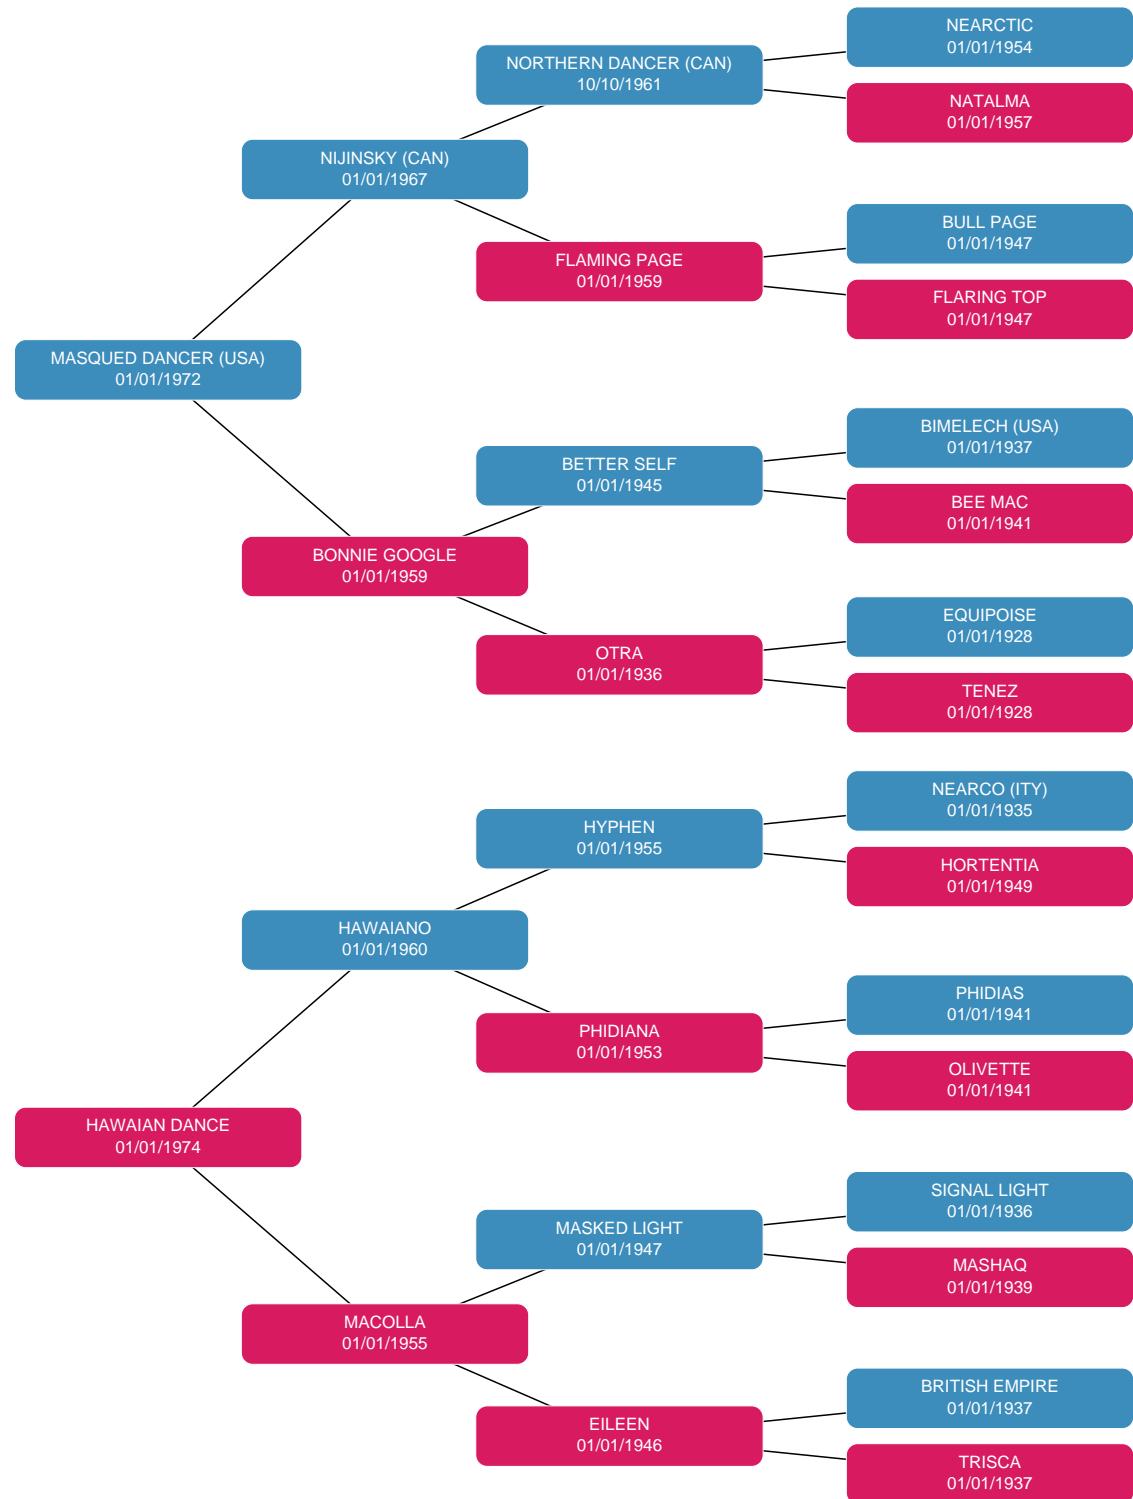 NEARCTIC
01/01/1954
NORTHERN DANCER (CAN)
10/10/1961
NATALMA
01/01/1957
NIJINSKY (CAN)
01/01/1967
BULL PAGE
01/01/1947
FLAMING PAGE
01/01/1959
FLARING TOP
01/01/1947
MASQUED DANCER (USA)
01/01/1972
BIMELECH (USA)
01/01/1937
BETTER SELF
01/01/1945
BEE MAC
01/01/1941
BONNIE GOOGLE
01/01/1959
EQUIPOISE
01/01/1928
OTRA
01/01/1936
TENEZ
01/01/1928
NEARCO (ITY)
01/01/1935
HYPHEN
01/01/1955
HORTENTIA
01/01/1949
HAWAIANO
01/01/1960
PHIDIAS
01/01/1941
PHIDIANA
01/01/1953
OLIVETTE
01/01/1941
HAWAIAN DANCE
01/01/1974
SIGNAL LIGHT
01/01/1936
MASKED LIGHT
01/01/1947
MASHAQ
01/01/1939
MACOLLA
01/01/1955
BRITISH EMPIRE
01/01/1937
EILEEN
01/01/1946
TRISCA
01/01/1937